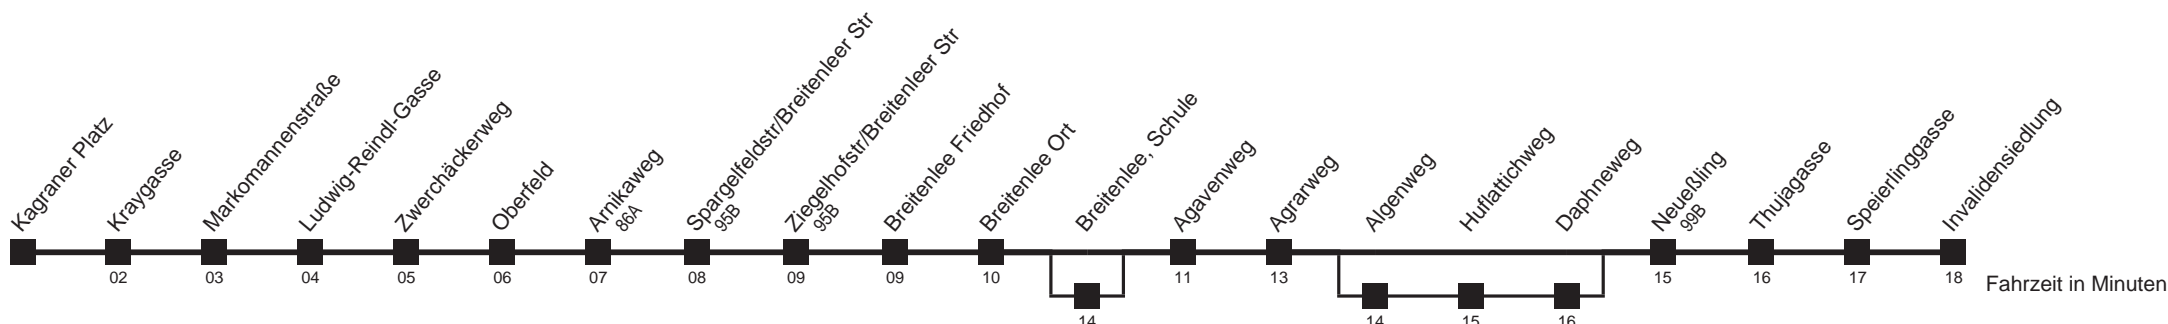 Kagraner Platz
Kraygasse
Markomannenstraße
Ludwig-Reindl-Gasse
Zwerchäckerweg
Oberfeld
Arnikaweg
86A
Spargelfeldstr/Breitenleer Str
95B
Ziegelhofstr/Breitenleer Str
95B
Breitenlee Friedhof
Breitenlee Ort
Breitenlee, Schule
Agavenweg
Agrarweg
Algenweg
Huflattichweg
Daphneweg
Neueßling
99B
Thujagasse
Speierlinggasse
Invalidensiedlung
02 03 04 05 06 07 08 09 09 10 11 13 15 16 17 18
Fahrzeit in Minuten
14 14 15 16